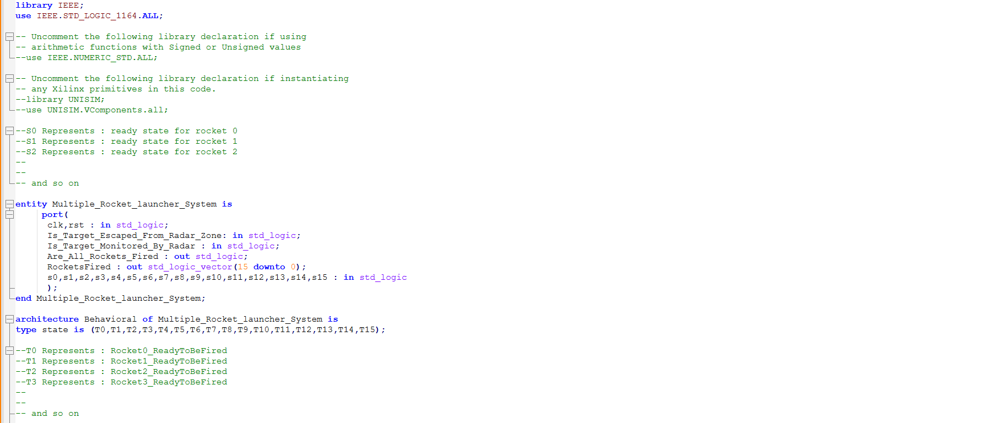 library IEEE;
use IEEE.STD_LOGIC_1164.ALL;
-- Uncomment the following library declaration if using
-- arithmetic functions with Signed or Unsigned values
--use IEEE.NUMERIC_STD.ALL;
-- Uncomment the following library declaration if instantiating
-- any Xilinx primitives in this code.
--library UNISIM;
--use UNISIM.VComponents.all;
--S0 Represents : ready state for rocket 0
--S1 Represents : ready state for rocket 1
--S2 Represents : ready state for rocket 2
--
--
-- and so on
entity Multiple_Rocket_launcher_System is
port(
clk,rst : in std_logic;
Is_Target_Escaped_From_Radar_Zone: in std_logic;
Is_Target_Monitored_By_Radar : in std_logic;
Are_All_Rockets_Fired : out std_logic;
RocketsFired : out std_logic_vector(15 downto 0);
s0,s1,s2,s3,s4,s5,s6,s7,s8,s9,s10,s11,s12,s13,s14,s15 : in std_logic
);
end Multiple_Rocket_launcher_System;
architecture Behavioral of Multiple_Rocket_launcher_System is
type state is (T0,T1,T2,T3,T4,T5,T6,T7,T8,T9,T10,T11,T12,T13,T14,T15);
--T0 Represents : Rocket0_ReadyToBeFired
--T1 Represents : Rocket1_ReadyToBeFired
--T2 Represents : Rocket2_ReadyToBeFired
--T3 Represents : Rocket3_ReadyToBeFired
--
--
-- and so on